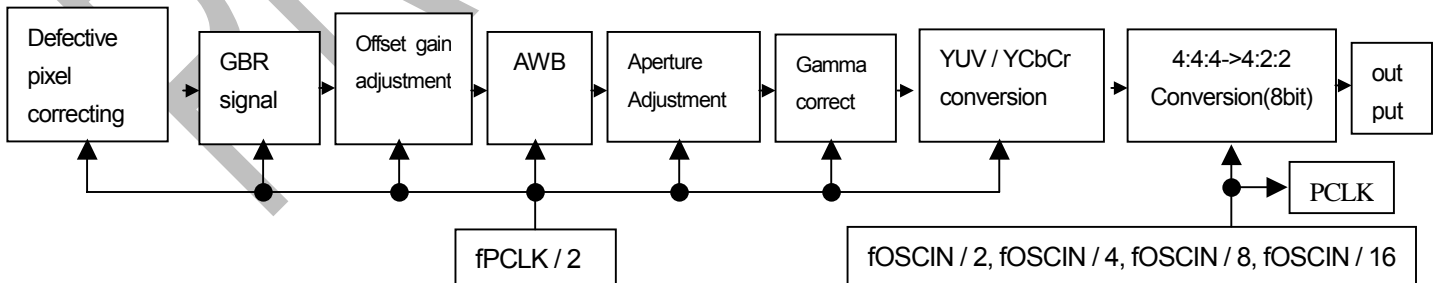 Defective
pixel
correcting
GBR
signal
Offset gain
adjustment
AWB
Aperture
Adjustment
Gamma
correct
YUV / YCbCr
conversion
4:4:4->4:2:2
Conversion(8bit)
out
put
PCLK
fPCLK / 2
fOSCIN / 2, fOSCIN / 4, fOSCIN / 8, fOSCIN / 16